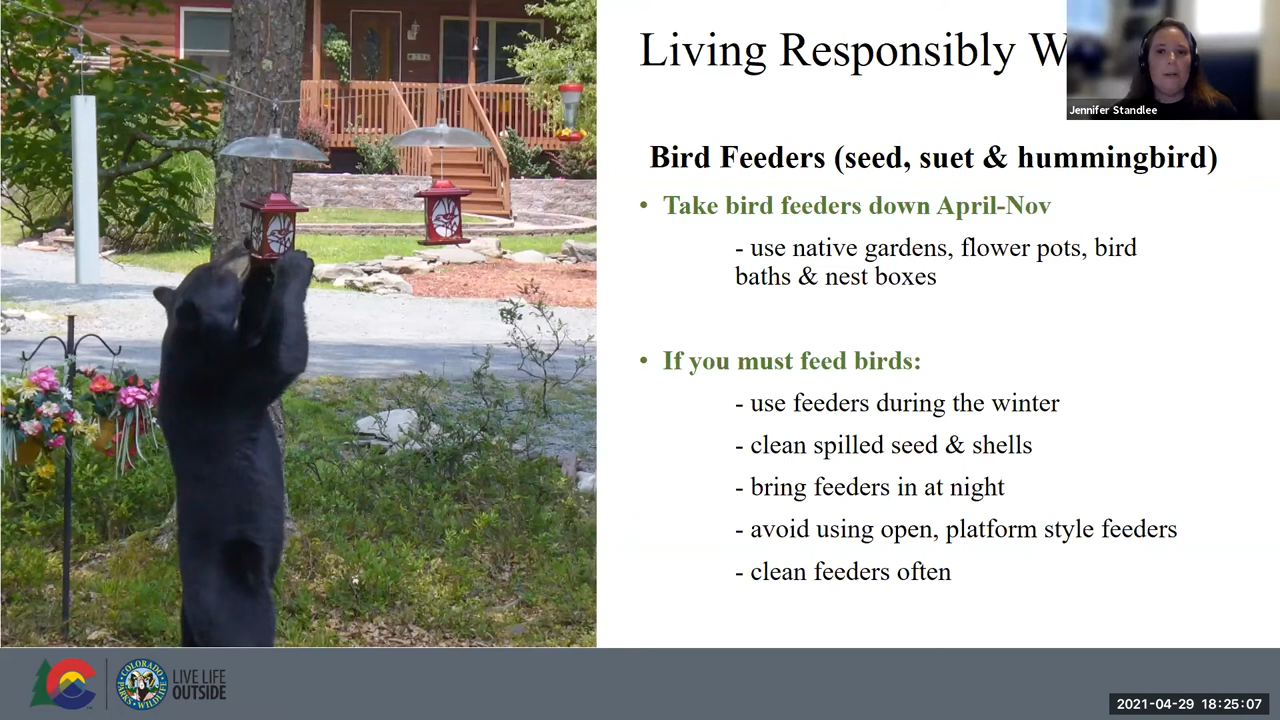 Living Responsibly W
Jennifer Standlee
Bird Feeders (seed, suet & hummingbird)
• Take bird feeders down April-Nov
- use native gardens, flower pots, bird
baths & nest boxes
• If you must feed birds:
- use feeders during the winter
- clean spilled seed & shells
- bring feeders in at night
- avoid using open, platform style feeders
- clean feeders often
COLORADO
PARKS & WILDLIFE
LIVE LIFE
OUTSIDE
2021-04-29 18:25:07